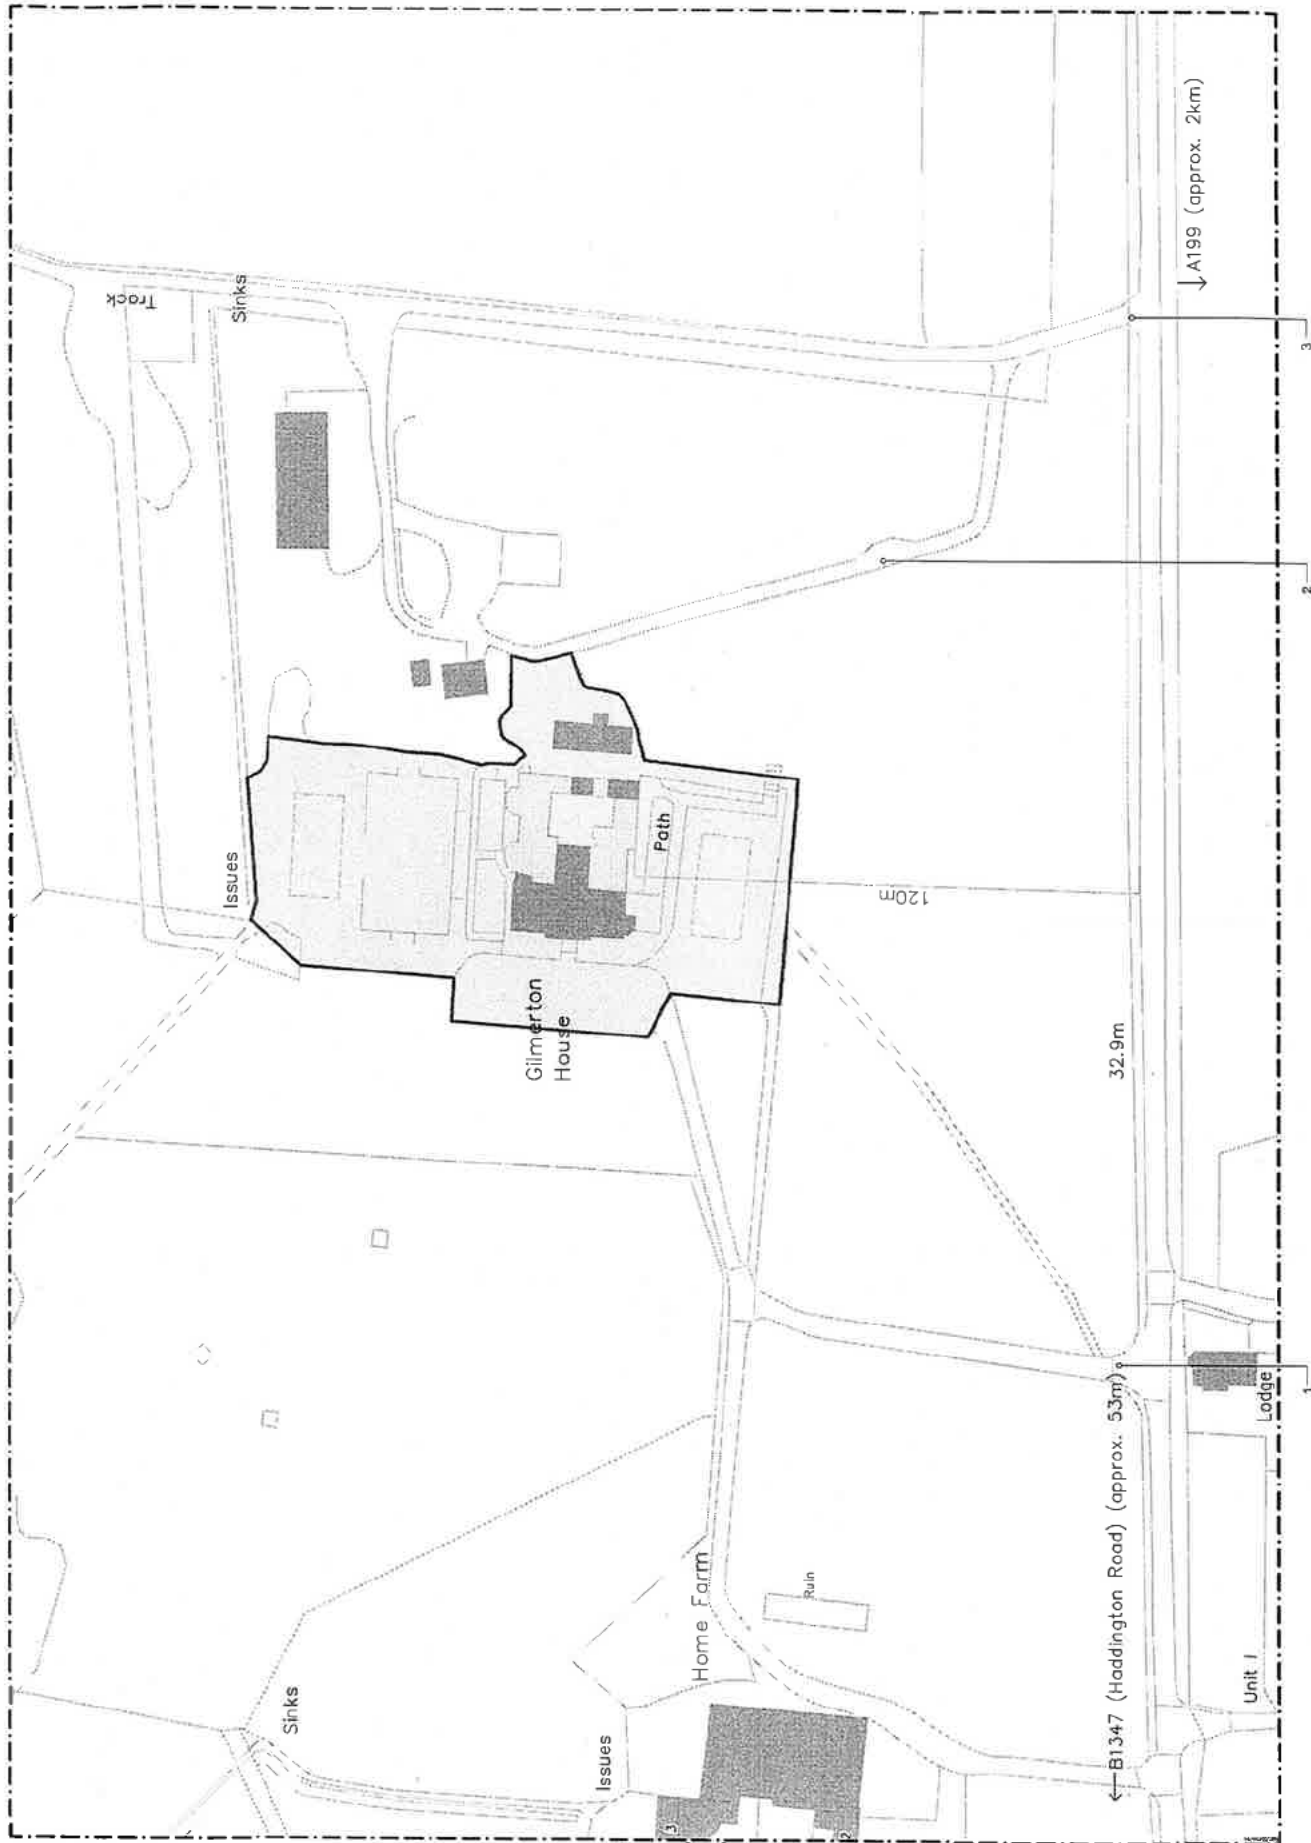 Track
Sinks
A199 (approx. 2km)
3
2
Issues
Path
120m
Gilmerton
House
32.9m
B1347 (Haddington Road) (approx. 53m)
1
Lodge
Home Farm
Ruin
Sinks
Issues
Unit 1
3
2